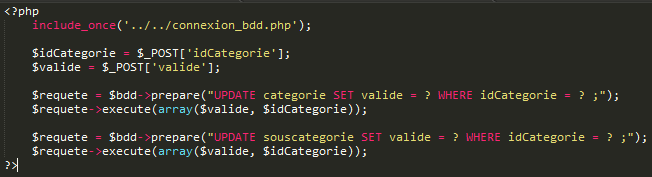 <?php
include_once('../../connexion_bdd.php');
$idCategorie = $_POST['idCategorie'];
$valide = $_POST['valide'];
$requete = $bdd->prepare("UPDATE categorie SET valide = ? WHERE idCategorie = ? ;");
$requete->execute(array($valide, $idCategorie));
$requete = $bdd->prepare("UPDATE souscategorie SET valide = ? WHERE idCategorie = ? ;");
$requete->execute(array($valide, $idCategorie));
?>